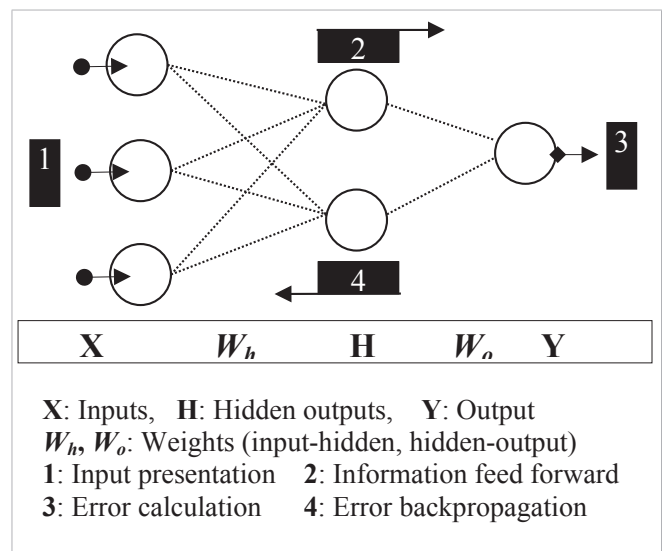 2
1
3
4
X W_h H W_o Y
X: Inputs, H: Hidden outputs, Y: Output
W_h, W_o: Weights (input-hidden, hidden-output)
1: Input presentation 2: Information feed forward
3: Error calculation 4: Error backpropagation